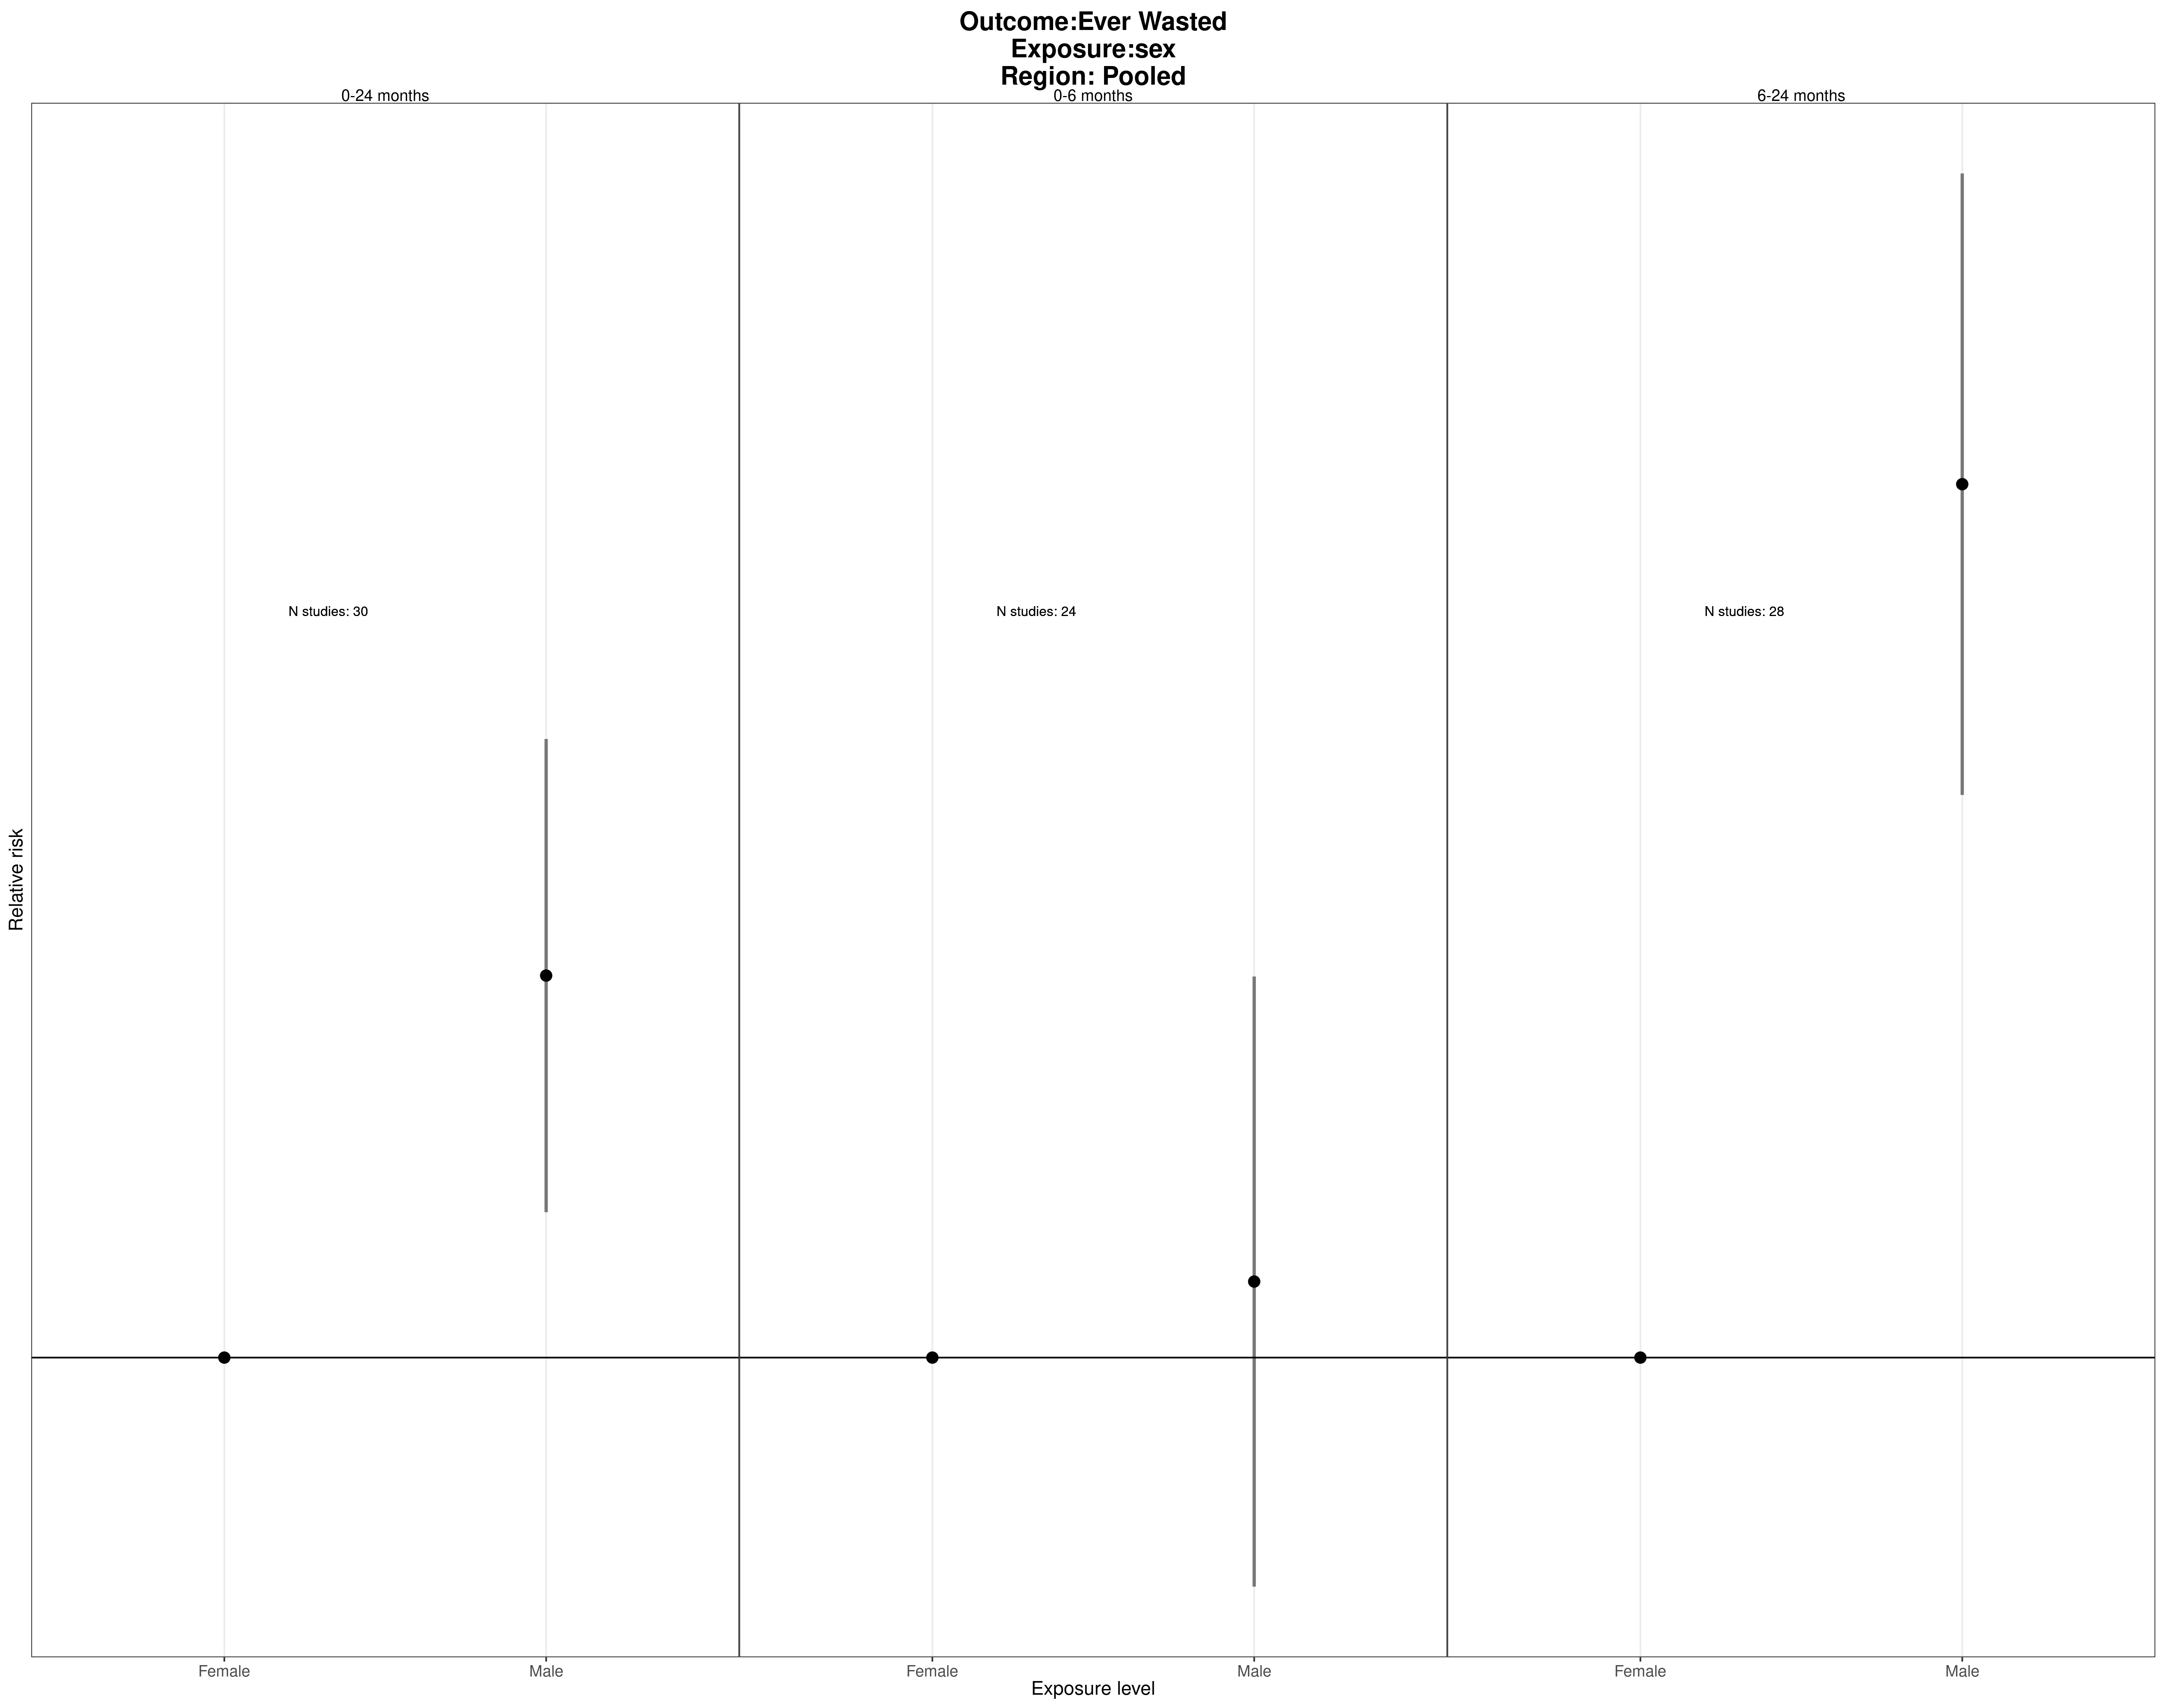 Outcome:Ever Wasted
Exposure:sex
Region: Pooled
0-24 months
0-6 months
6-24 months
N studies: 30
N studies: 24
N studies: 28
Relative risk
Female
Male
Female
Male
Female
Male
Exposure level